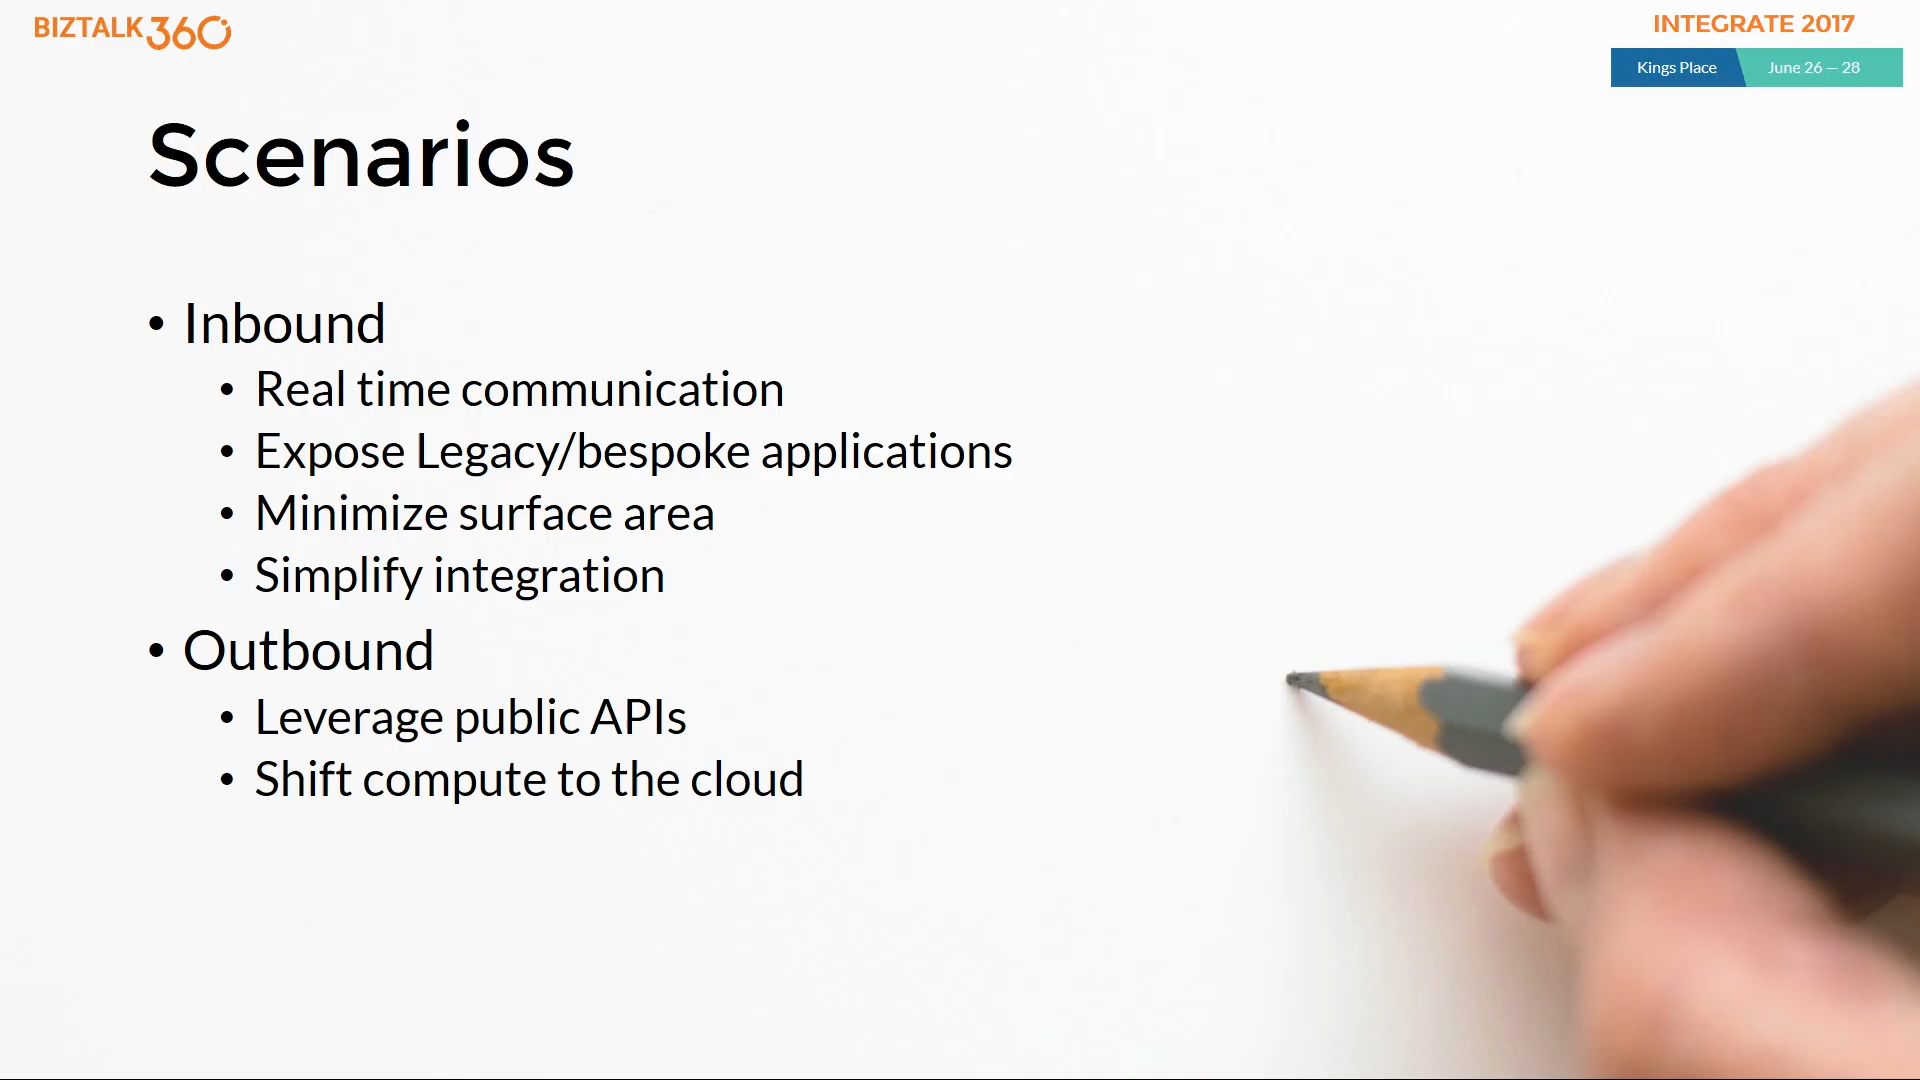 BIZTALK360
INTEGRATE 2017
Kings Place
June 26 — 28
Scenarios
• Inbound
• Real time communication
• Expose Legacy/bespoke applications
• Minimize surface area
• Simplify integration
• Outbound
• Leverage public APIs
• Shift compute to the cloud